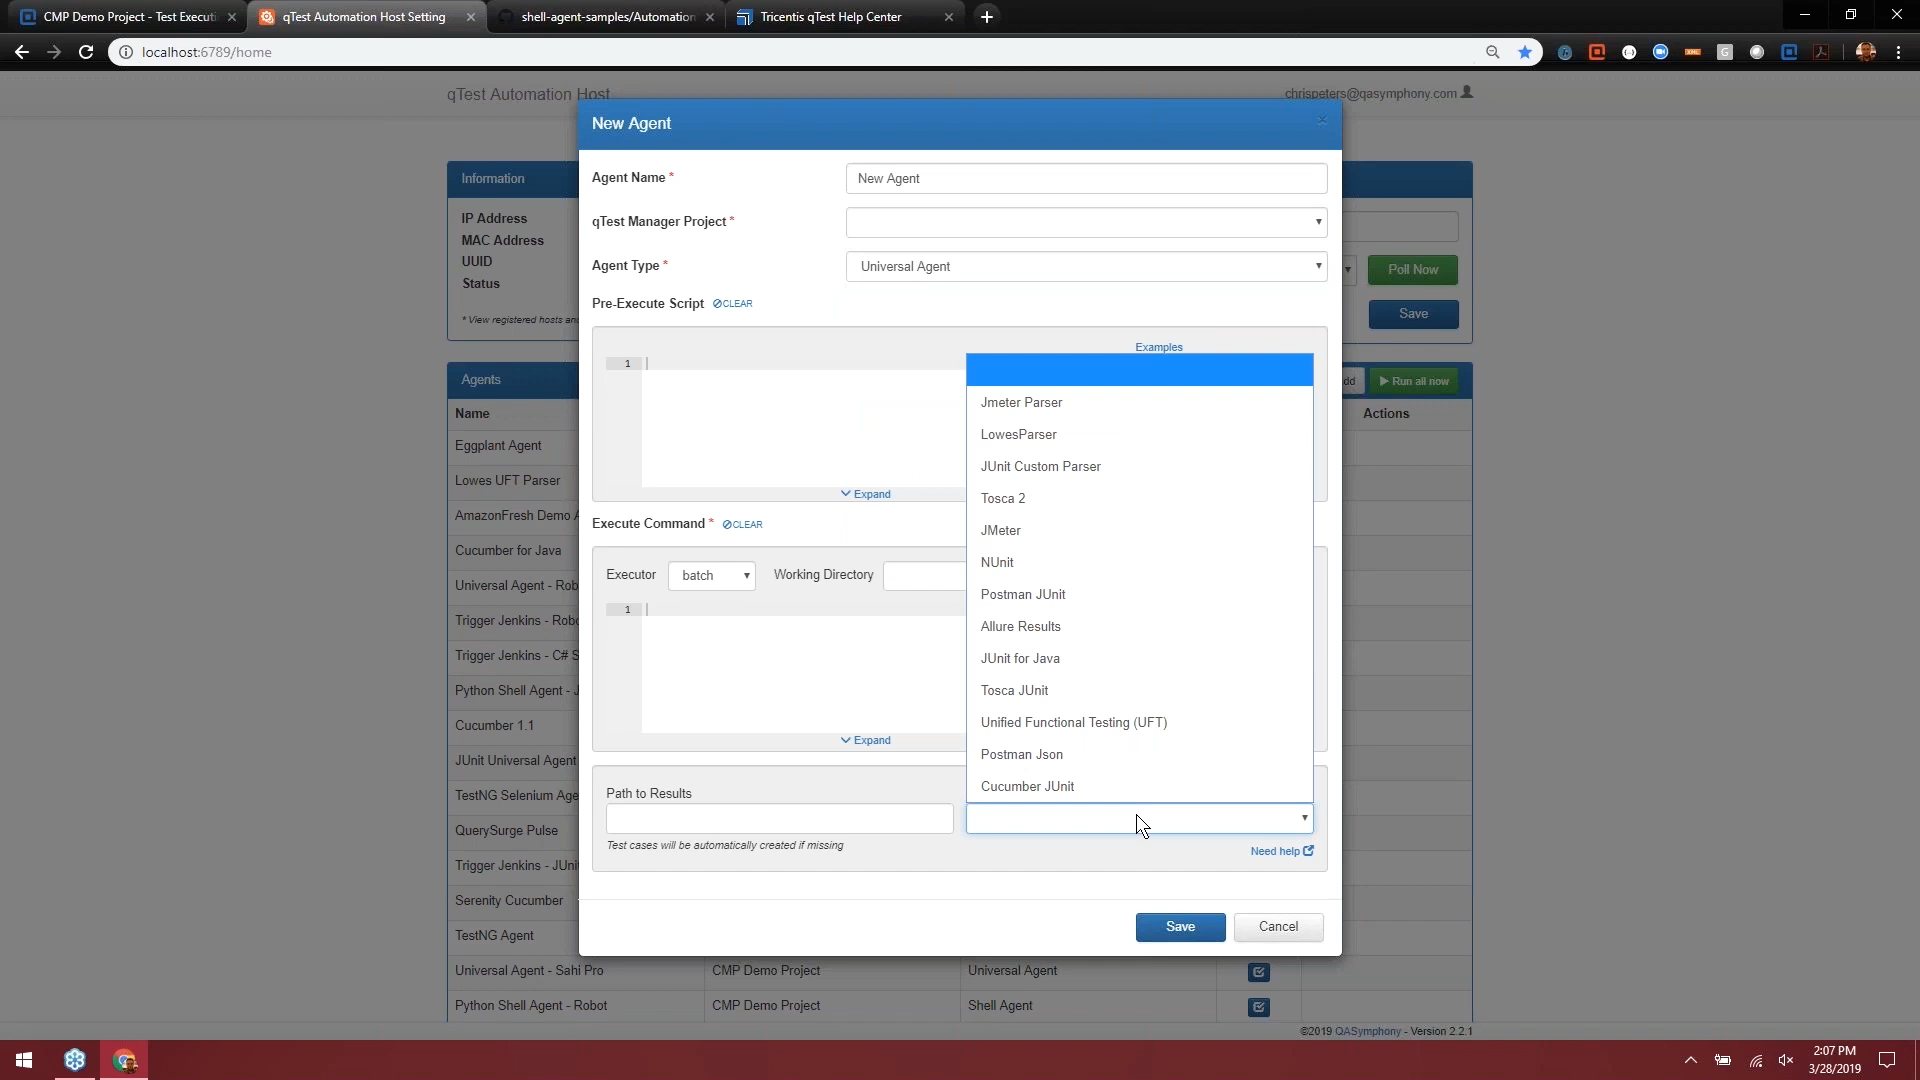 CMP Demo Project - Test Executi
qTest Automation Host Setting
shell-agent-samples/Automation
Tricentis qTest Help Center
localhost:6789/home
qTest Automation Host
chrispeters@qasymphony.com
New Agent
Information
IP Address
MAC Address
UUID
Status
* View registered hosts an
Poll Now
Save
Agent Name *
New Agent
qTest Manager Project *
Agent Type *
Universal Agent
Pre-Execute Script CLEAR
Examples
1
Expand
Execute Command * CLEAR
Executor batch Working Directory
1
Expand
Jmeter Parser
LowesParser
JUnit Custom Parser
Tosca 2
JMeter
NUnit
Postman JUnit
Allure Results
JUnit for Java
Tosca JUnit
Unified Functional Testing (UFT)
Postman Json
Cucumber JUnit
Path to Results
Test cases will be automatically created if missing
Need help
Save Cancel
Agents
dd Run all now
Name Actions
Eggplant Agent
Lowes UFT Parser
AmazonFresh Demo A
Cucumber for Java
Universal Agent - Rob
Trigger Jenkins - Robo
Trigger Jenkins - C# S
Python Shell Agent - J
Cucumber 1.1
JUnit Universal Agent
TestNG Selenium Age
QuerySurge Pulse
Trigger Jenkins - JUni
Serenity Cucumber
TestNG Agent
Universal Agent - Sahi Pro CMP Demo Project Universal Agent
Python Shell Agent - Robot CMP Demo Project Shell Agent
©2019 QASymphony - Version 2.2.1
2:07 PM
3/28/2019